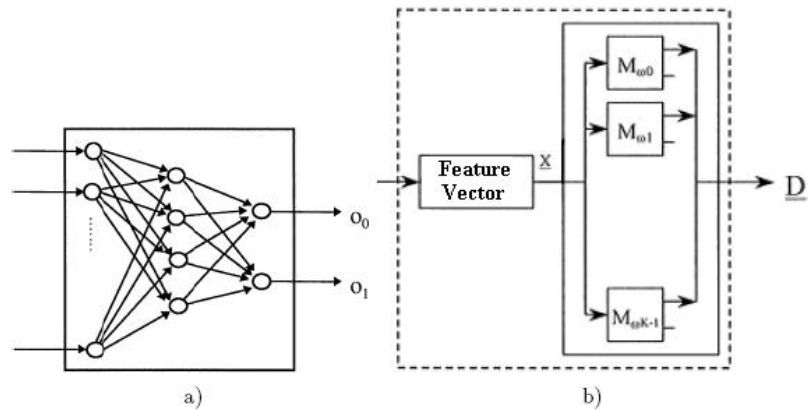 o₀
o₁
a)
Feature
Vector
x
Mω0
Mω1
MωK-1
D
b)